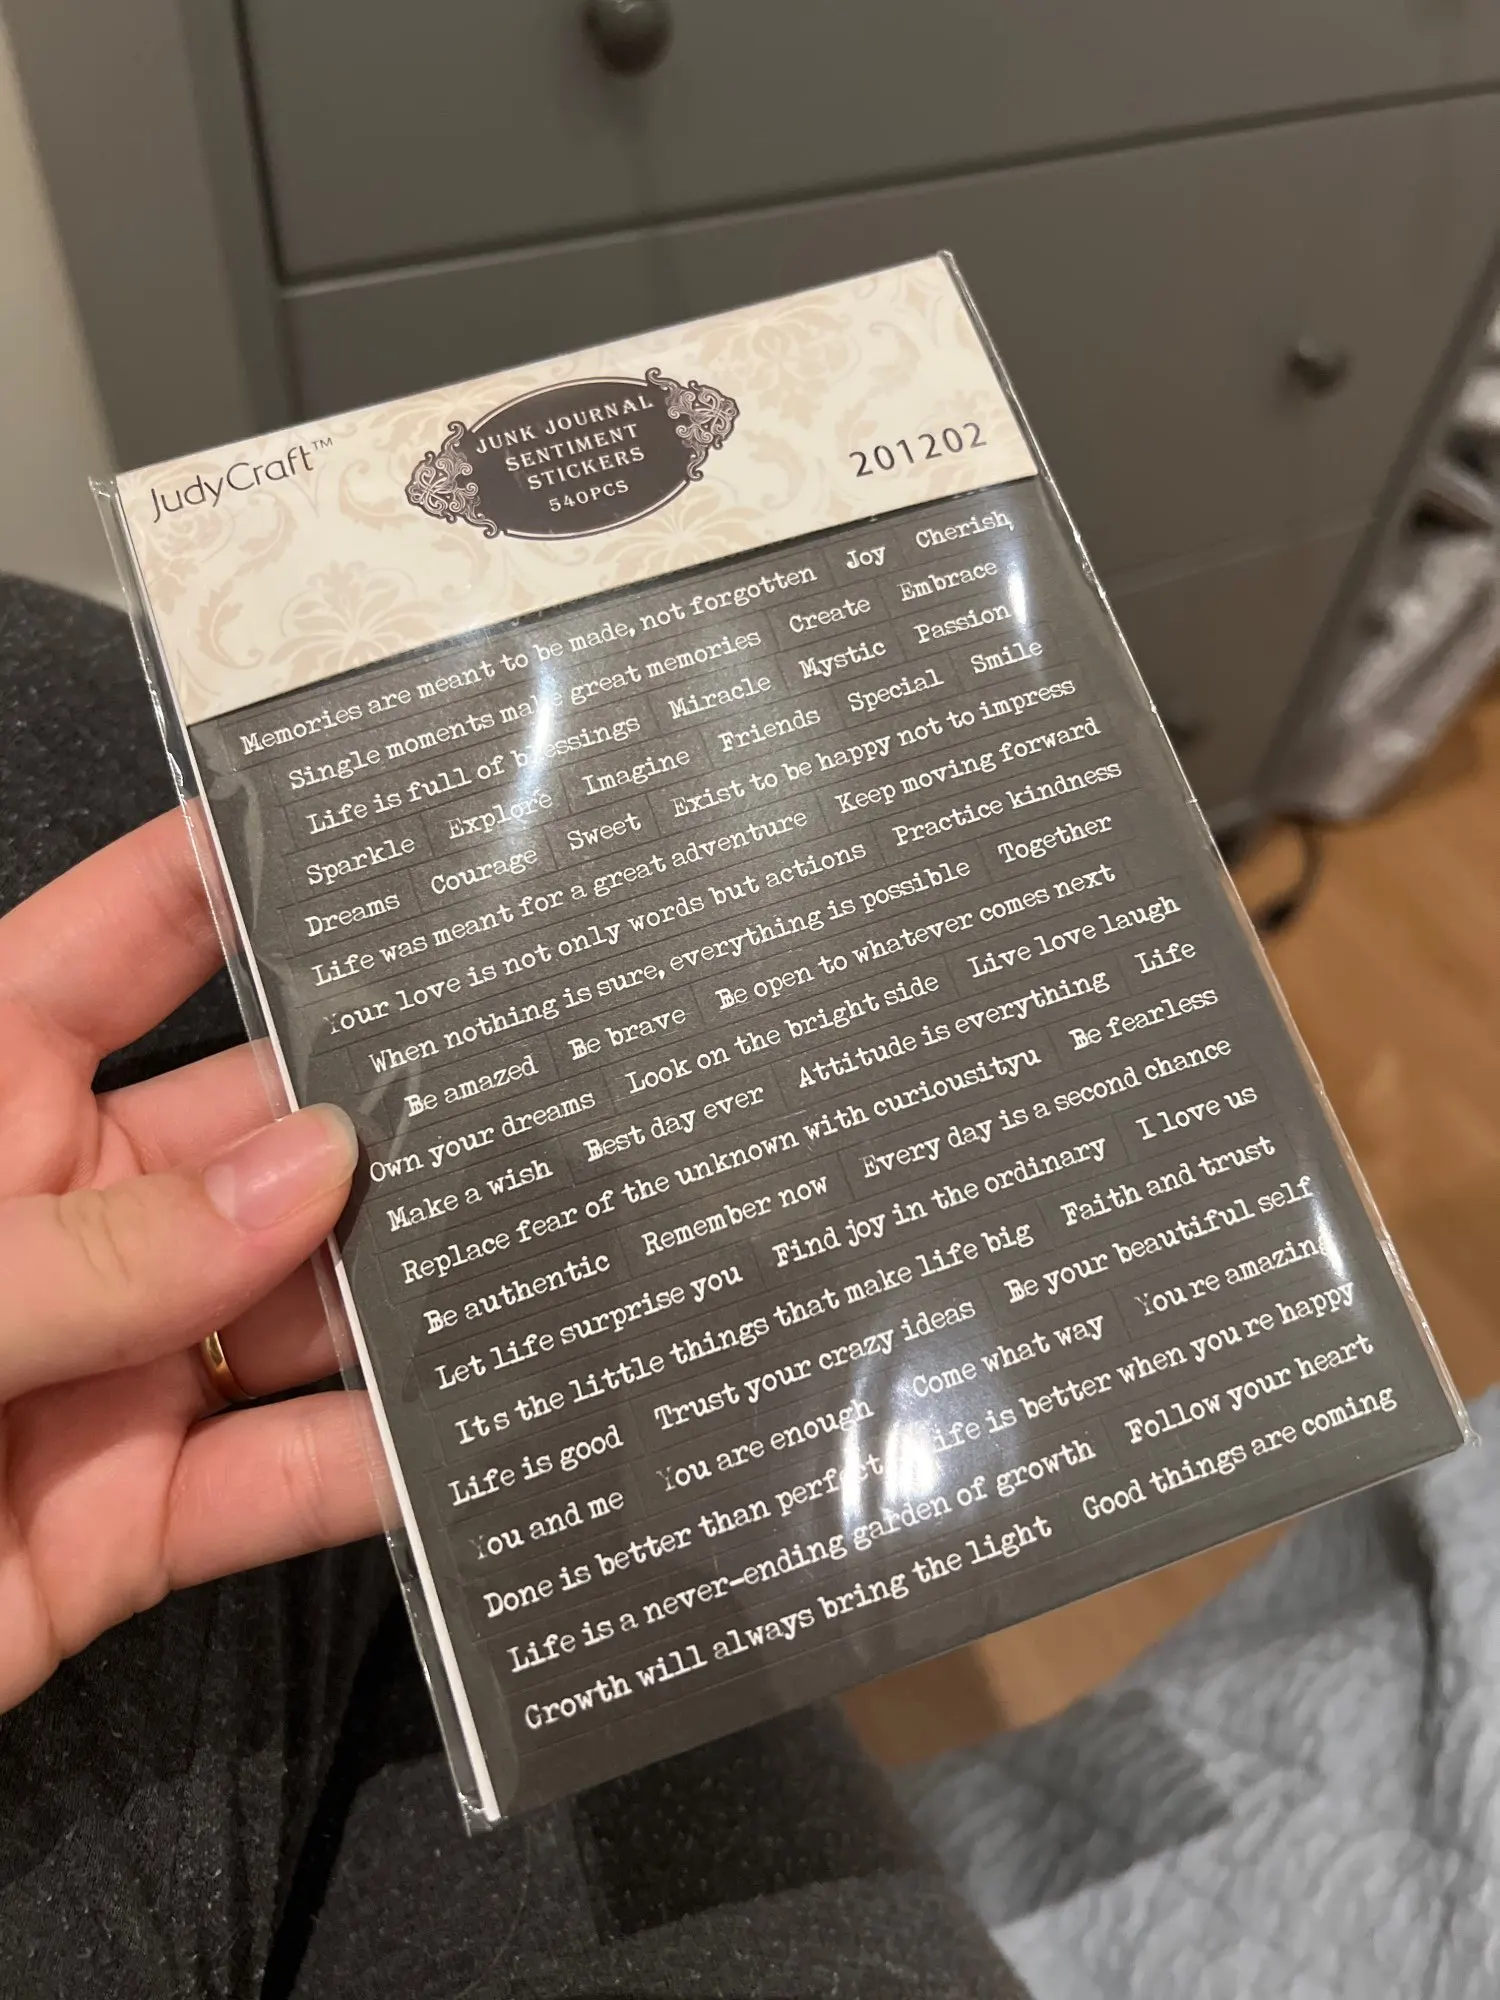 JudyCraft™
JUNK JOURNAL
SENTIMENT
STICKERS
540PCS
201202
Memories are meant to be made, not forgotten Joy Cherish
Single moments make great memories Create Embrace
Life is full of blessings Miracle Mystic Passion
Sparkle Explore Imagine Friends Special Smile
Dreams Courage Sweet Exist to be happy not to impress
Life was meant for a great adventure Keep moving forward
Your love is not only words but actions Practice kindness
When nothing is sure, everything is possible Together
Be amazed Be brave Be open to whatever comes next
Own your dreams Look on the bright side Live love laugh
Make a wish Best day ever Attitude is everything Life
Replace fear of the unknown with curiousityu Be fearless
Be authentic Remember now Every day is a second chance
Let life surprise you Find joy in the ordinary I love us
Its the little things that make life big Faith and trust
Life is good Trust your crazy ideas Be your beautiful self
You and me You are enough Come what way You re amazing
Done is better than perfect Life is better when you re happy
Life is a never-ending garden of growth Follow your heart
Growth will always bring the light Good things are coming